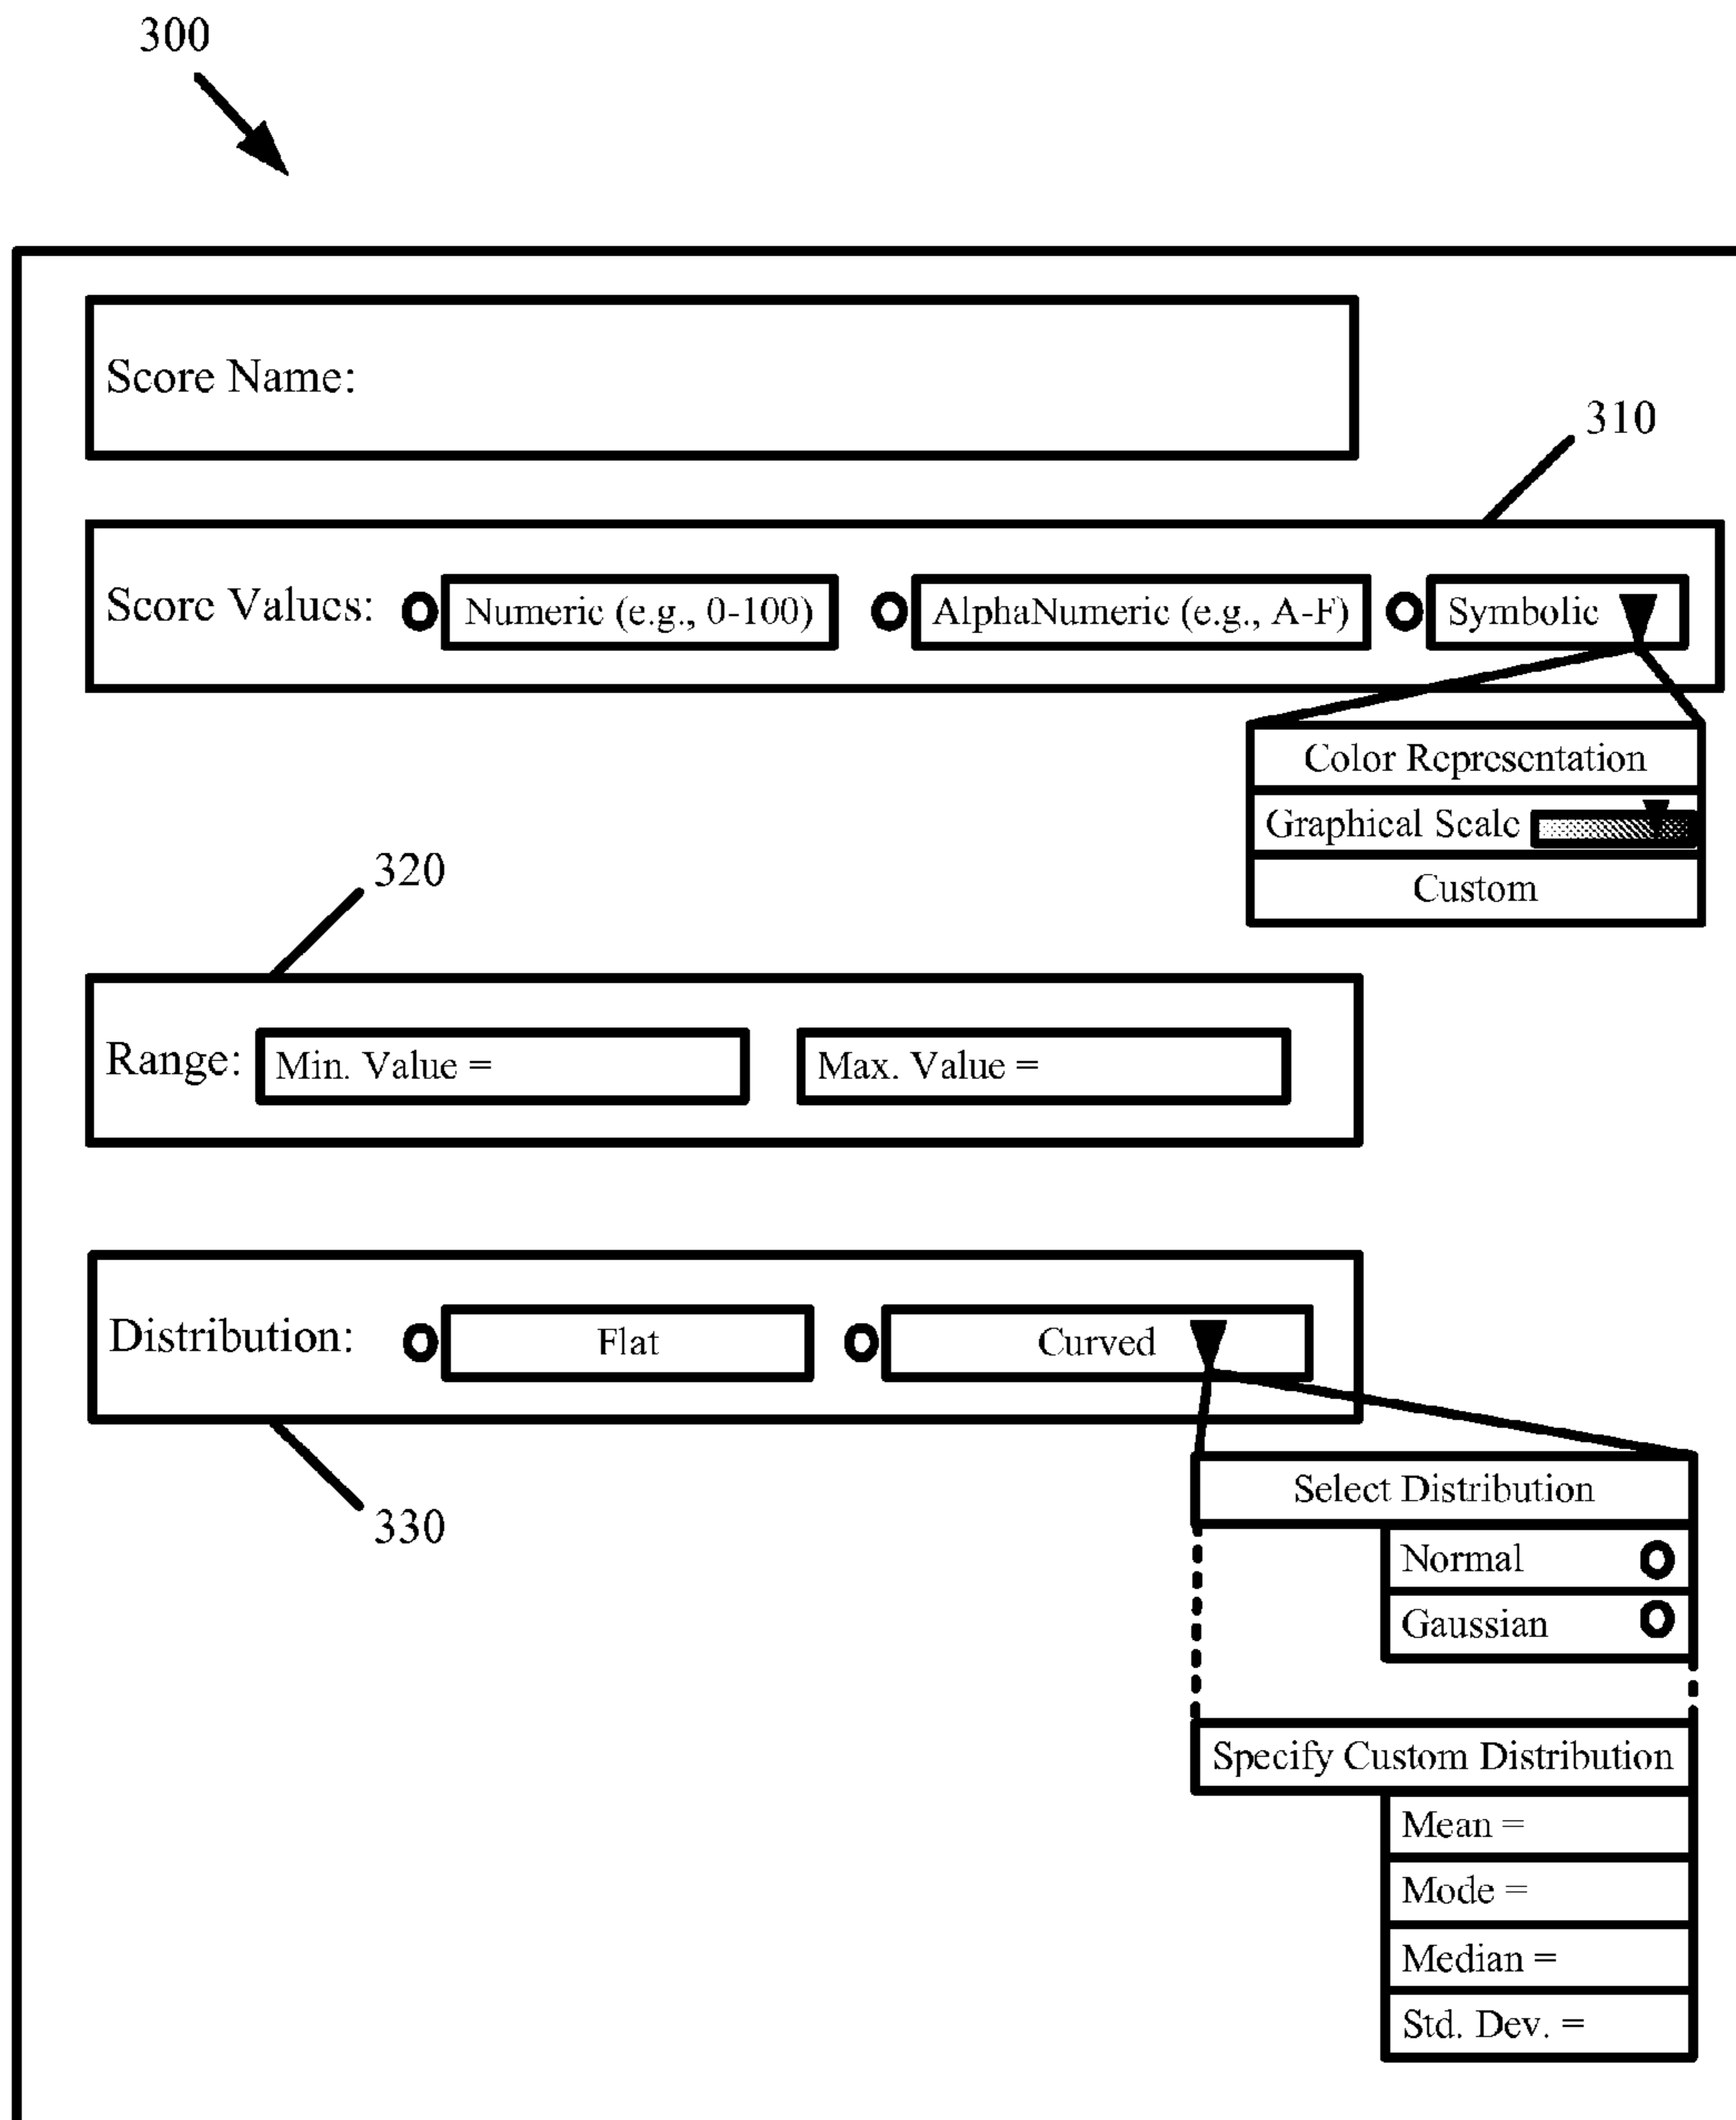 300
Score Name:
310
Score Values: Numeric (e.g., 0-100) AlphaNumeric (e.g., A-F) Symbolic
Color Representation
Graphical Scale
Custom
320
Range: Min. Value = Max. Value =
Distribution: Flat Curved
330
Select Distribution
Normal
Gaussian
Specify Custom Distribution
Mean =
Mode =
Median =
Std. Dev. =